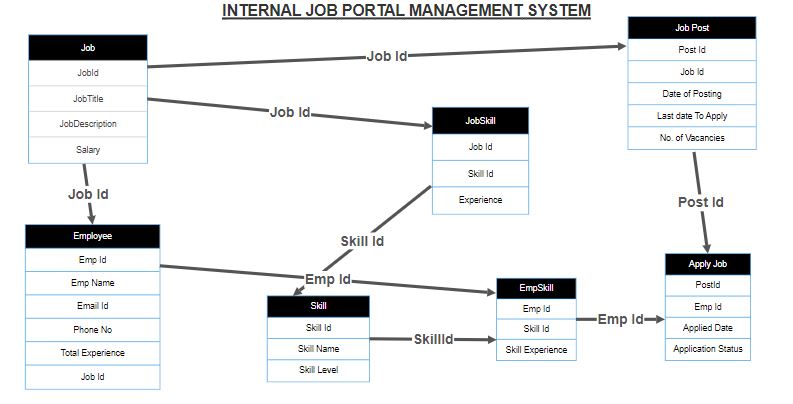 INTERNAL JOB PORTAL MANAGEMENT SYSTEM
Job
JobId
JobTitle
JobDescription
Salary
Job Id
Job Id
Job Id
Job Post
Post Id
Job Id
Date of Posting
Last date To Apply
No. of Vacancies
JobSkill
Job Id
Skill Id
Experience
Skill Id
Post Id
Employee
Emp Id
Emp Name
Email Id
Phone No
Total Experience
Job Id
Emp Id
Skill
Skill Id
Skill Name
Skill Level
SkillId
EmpSkill
Emp Id
Skill Id
Skill Experience
Emp Id
Apply Job
PostId
Emp Id
Applied Date
Application Status